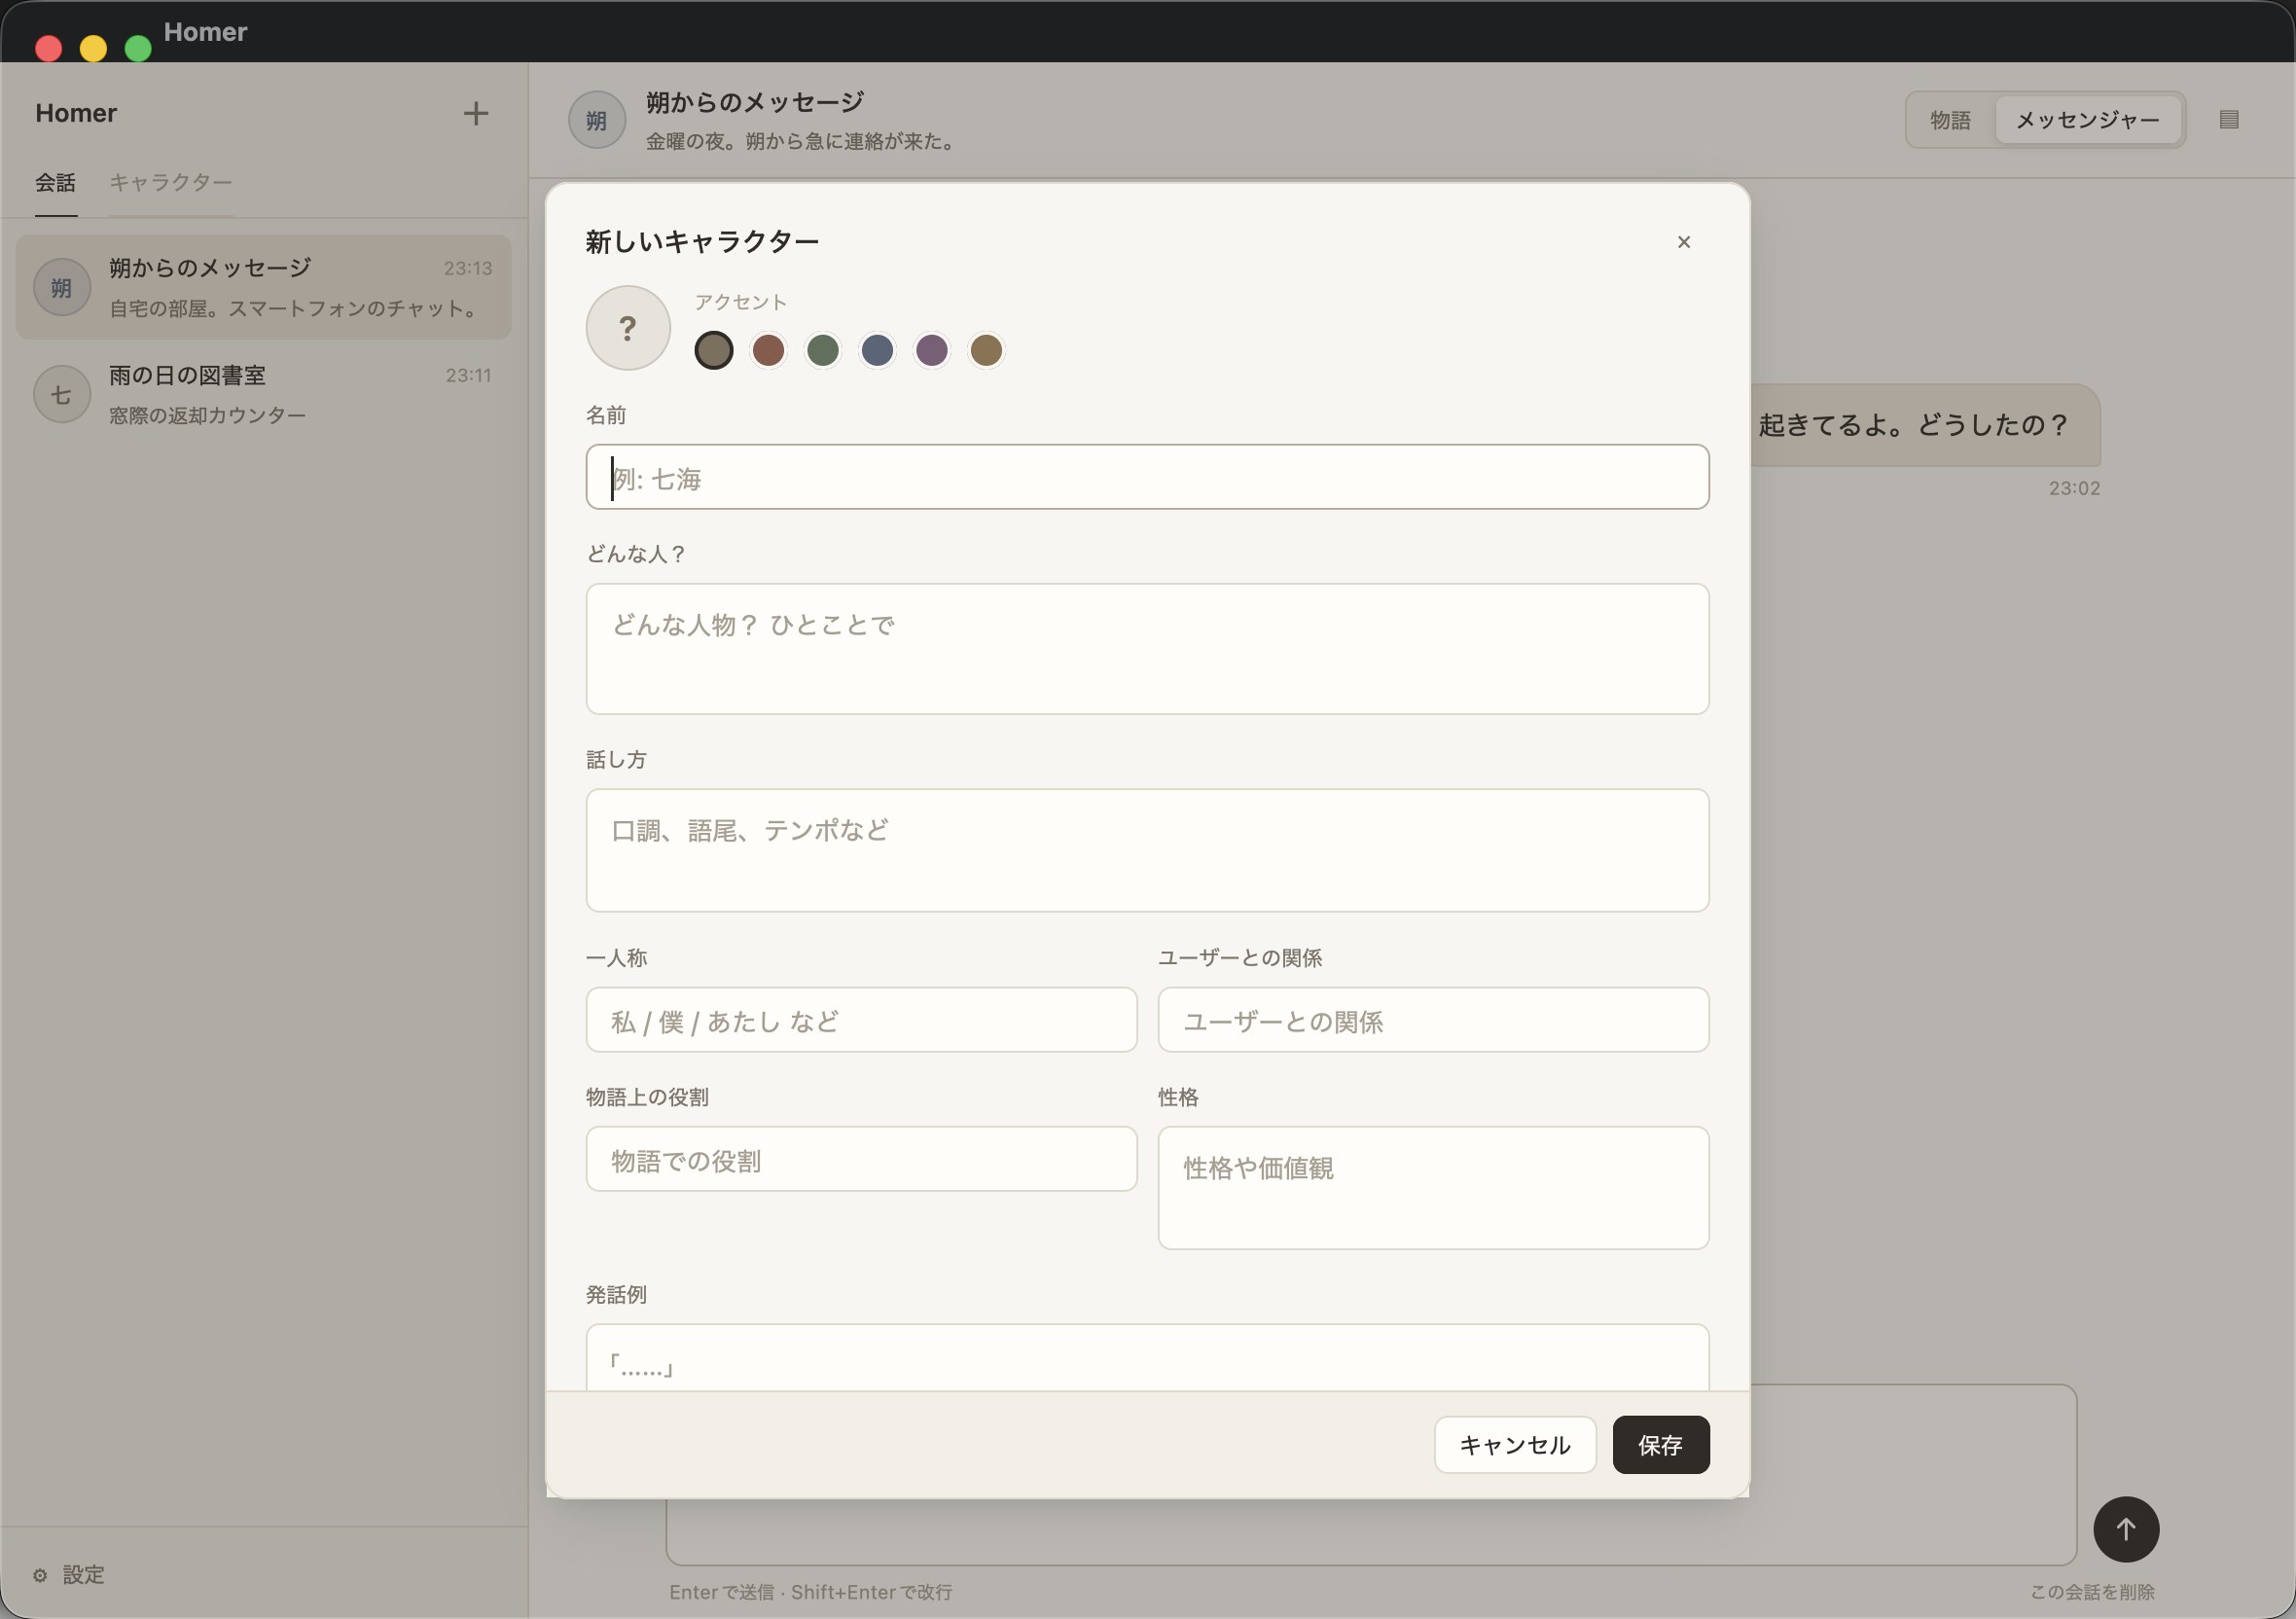 Homer
Homer
会話
キャラクター
朔
朔からのメッセージ
23:13
自宅の部屋。スマートフォンのチャット。
七
雨の日の図書室
23:11
窓際の返却カウンター
設定
朔
朔からのメッセージ
金曜の夜。朔から急に連絡が来た。
物語
メッセンジャー
起きてるよ。どうしたの？
23:02
新しいキャラクター
×
?
アクセント
名前
例: 七海
どんな人？
どんな人物？ ひとことで
話し方
口調、語尾、テンポなど
一人称
私 / 僕 / あたし など
ユーザーとの関係
ユーザーとの関係
物語上の役割
物語での役割
性格
性格や価値観
発話例
「……」
キャンセル
保存
Enterで送信 · Shift+Enterで改行
この会話を削除